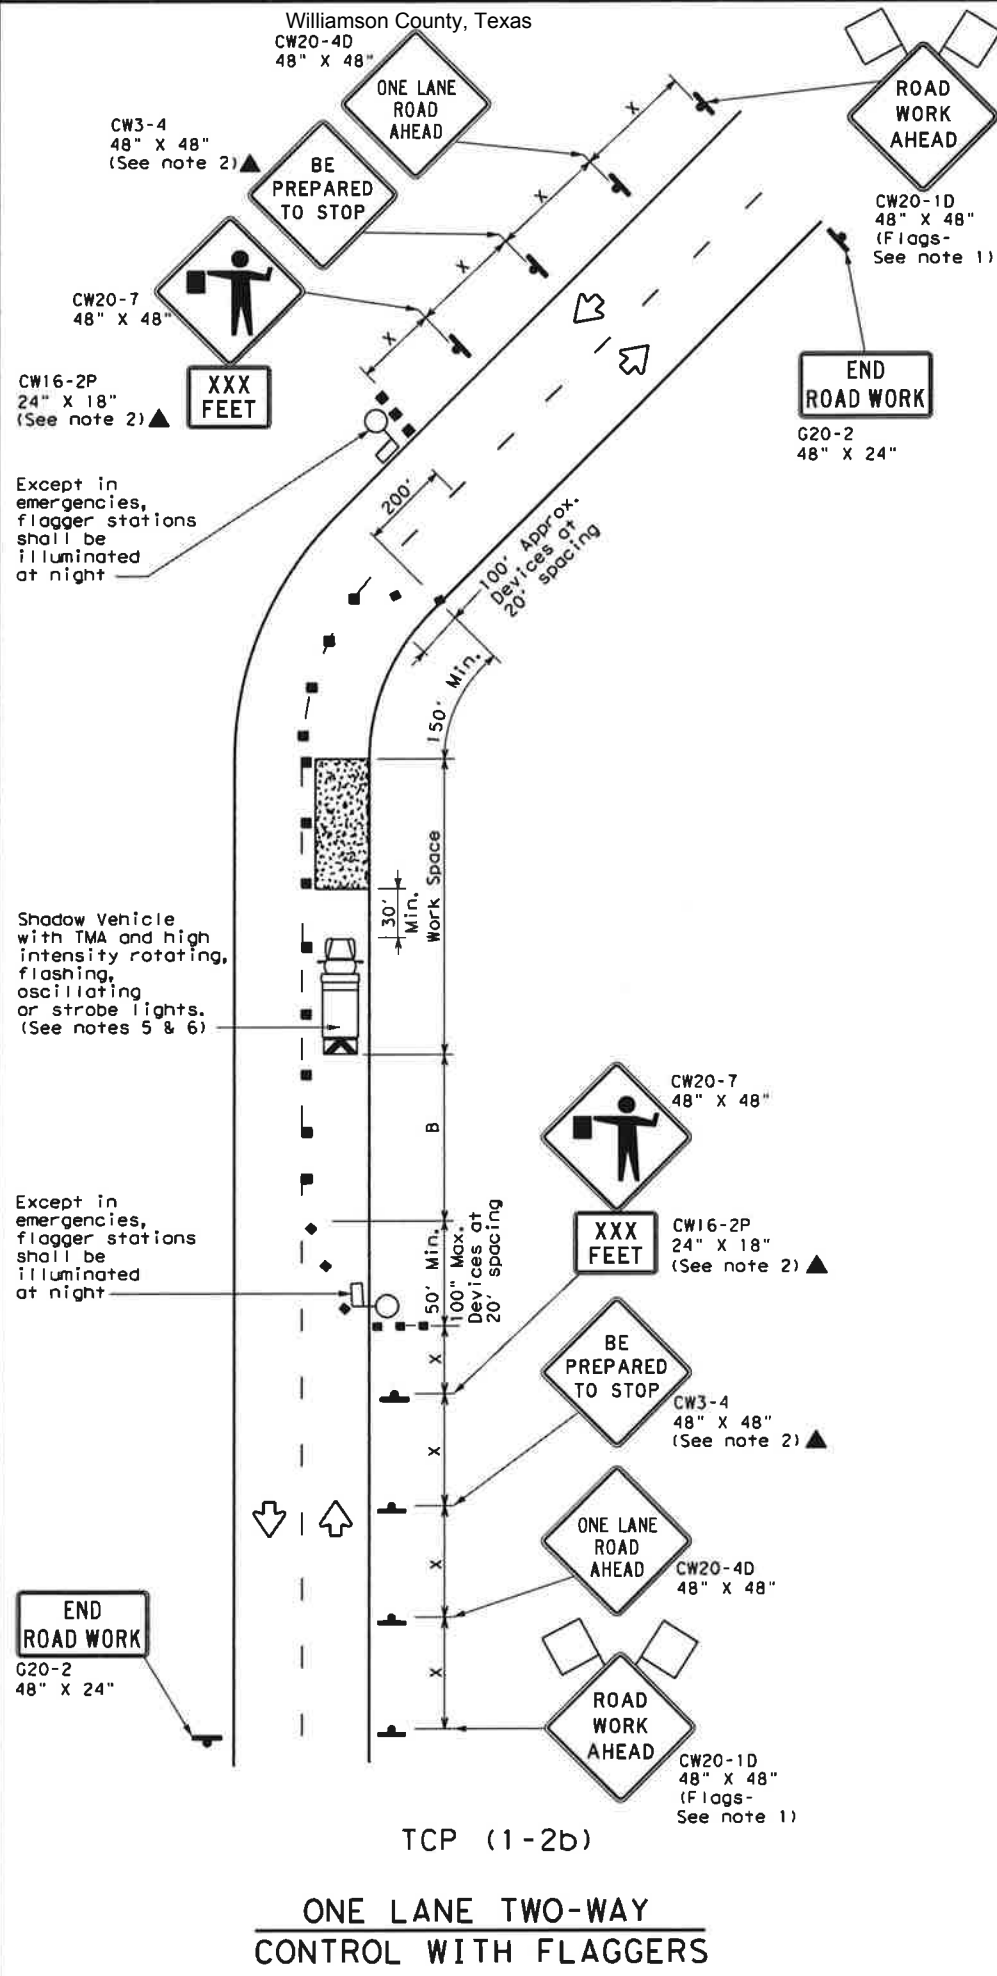 Williamson County, Texas
CW20-4D
48" X 48"
ONE LANE
ROAD
AHEAD
ROAD
WORK
AHEAD
CW20-1D
48" X 48"
(Flags-
See note 1)
CW3-4
48" X 48"
(See note 2)▲
BE
PREPARED
TO STOP
CW20-7
48" X 48"
CW16-2P
24" X 18"
(See note 2)▲
XXX
FEET
X
X
X
X
END
ROAD WORK
G20-2
48" X 24"
Except in
emergencies,
flagger stations
shall be
illuminated
at night
200'
100' Approx.
Devices at
20' spacing
150' Min.
Work Space
30'
Min.
Shadow Vehicle
with TMA and high
intensity rotating,
flashing,
oscillating
or strobe lights.
(See notes 5 & 6)
B
CW20-7
48" X 48"
XXX
FEET
CW16-2P
24" X 18"
(See note 2)▲
Except in
emergencies,
flagger stations
shall be
illuminated
at night
50' Min.
100" Max.
Devices at
20' spacing
X
X
X
X
BE
PREPARED
TO STOP
CW3-4
48" X 48"
(See note 2)▲
ONE LANE
ROAD
AHEAD
CW20-4D
48" X 48"
END
ROAD WORK
G20-2
48" X 24"
ROAD
WORK
AHEAD
CW20-1D
48" X 48"
(Flags-
See note 1)
TCP (1-2b)
ONE LANE TWO-WAY
CONTROL WITH FLAGGERS